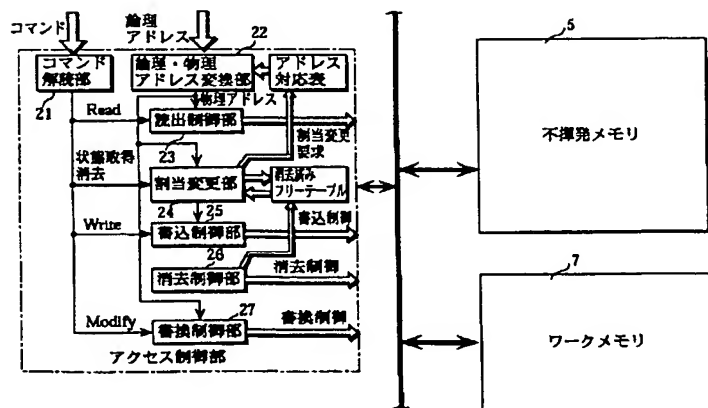 コマンド
論理
アドレス
22
コマンド
解読部
論理・物理
アドレス変換部
アドレス
対応表
21
物理アドレス
Read
読出制御部
23
割当変更
要求
状態取得
消去
割当変更部
消去済み
フリーテーブル
24
25
Write
書込制御部
書込制御
26
消去制御部
消去制御
27
Modify
書換制御部
書換制御
アクセス制御部
5
不揮発メモリ
7
ワークメモリ